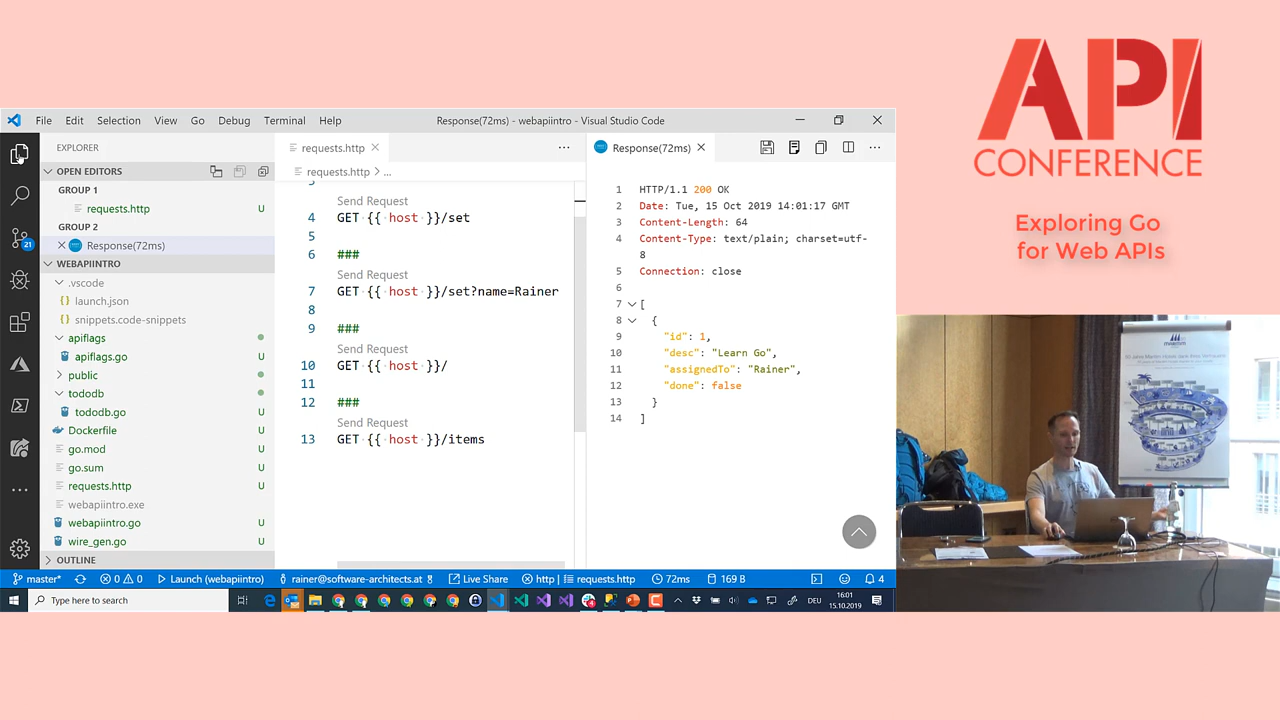 API
CONFERENCE
Exploring Go
for Web APIs
File Edit Selection View Go Debug Terminal Help
Response(72ms) - webapiintro - Visual Studio Code
EXPLORER
OPEN EDITORS
GROUP 1
requests.http U
GROUP 2
Response(72ms)
WEBAPIINTRO
.vscode
launch.json
snippets.code-snippets
apiflags
apiflags.go U
public
tododb
tododb.go U
Dockerfile U
go.mod U
go.sum U
requests.http U
webapiintro.exe
webapiintro.go U
wire_gen.go U
OUTLINE
21
requests.http
requests.http > ...
3
Send Request
4 GET {{ host }}/set
5
6 ###
Send Request
7 GET {{ host }}/set?name=Rainer
8
9 ###
Send Request
10 GET {{ host }}/
11
12 ###
Send Request
13 GET {{ host }}/items
Response(72ms)
1 HTTP/1.1 200 OK
2 Date: Tue, 15 Oct 2019 14:01:17 GMT
3 Content-Length: 64
4 Content-Type: text/plain; charset=utf-
8
5 Connection: close
6
7 [
8 {
9 "id": 1,
10 "desc": "Learn Go",
11 "assignedTo": "Rainer",
12 "done": false
13 }
14 ]
master* 0 0 Launch (webapiintro) rainer@software-architects.at Live Share http | requests.http 72ms 169 B 4
Type here to search
DEU
16:01
15.10.2019